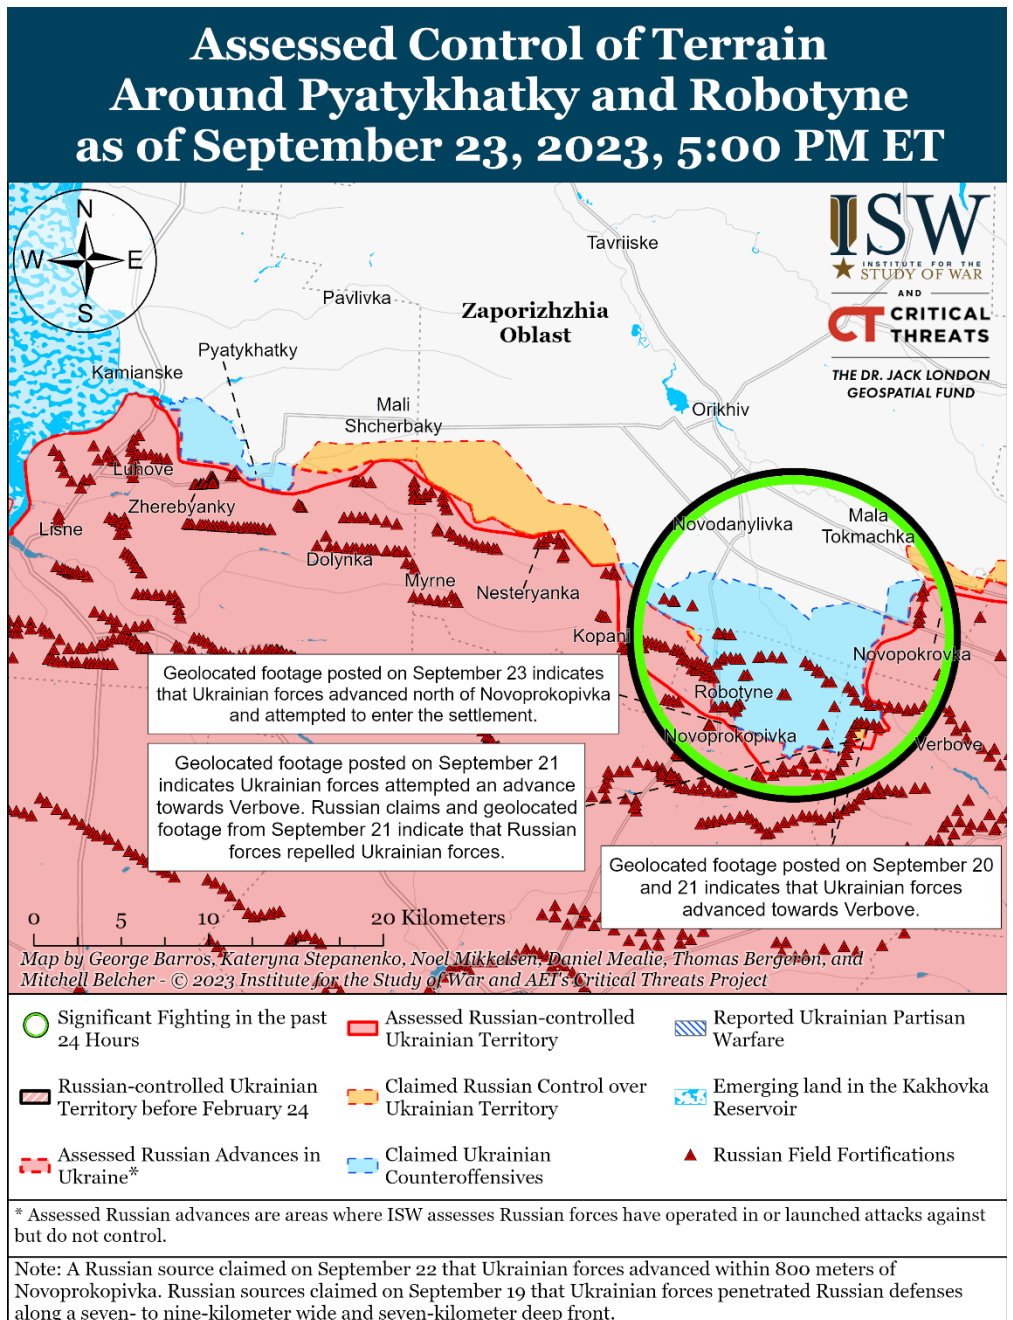 Assessed Control of Terrain
Around Pyatykhatky and Robotyne
as of September 23, 2023, 5:00 PM ET
N
W
E
S
ISW
INSTITUTE FOR THE
STUDY OF WAR
AND
CT CRITICAL
THREATS
THE DR. JACK LONDON
GEOSPATIAL FUND
Tavriiske
Pavlivka
Zaporizhzhia
Oblast
Pyatykhatky
Kamianske
Mali
Shcherbaky
Orikhiv
Luhove
Zherebyanky
Lisne
Novodanylivka
Mala
Tokmachka
Dolynka
Myrne
Nesteryanka
Kopani
Novopokrovka
Robotyne
Novoprokopivka
Verbove
Geolocated footage posted on September 23 indicates
that Ukrainian forces advanced north of Novoprokopivka
and attempted to enter the settlement.
Geolocated footage posted on September 21
indicates Ukrainian forces attempted an advance
towards Verbove. Russian claims and geolocated
footage from September 21 indicate that Russian
forces repelled Ukrainian forces.
Geolocated footage posted on September 20
and 21 indicates that Ukrainian forces
advanced towards Verbove.
0 5 10 20 Kilometers
Map by George Barros, Kateryna Stepanenko, Noel Mikkelsen, Daniel Mealie, Thomas Bergeron, and
Mitchell Belcher - © 2023 Institute for the Study of War and AEI's Critical Threats Project
Significant Fighting in the past
24 Hours
Russian-controlled Ukrainian
Territory before February 24
Assessed Russian Advances in
Ukraine*
Assessed Russian-controlled
Ukrainian Territory
Claimed Russian Control over
Ukrainian Territory
Claimed Ukrainian
Counteroffensives
Reported Ukrainian Partisan
Warfare
Emerging land in the Kakhovka
Reservoir
Russian Field Fortifications
* Assessed Russian advances are areas where ISW assesses Russian forces have operated in or launched attacks against
but do not control.
Note: A Russian source claimed on September 22 that Ukrainian forces advanced within 800 meters of
Novoprokopivka. Russian sources claimed on September 19 that Ukrainian forces penetrated Russian defenses
along a seven- to nine-kilometer wide and seven-kilometer deep front.